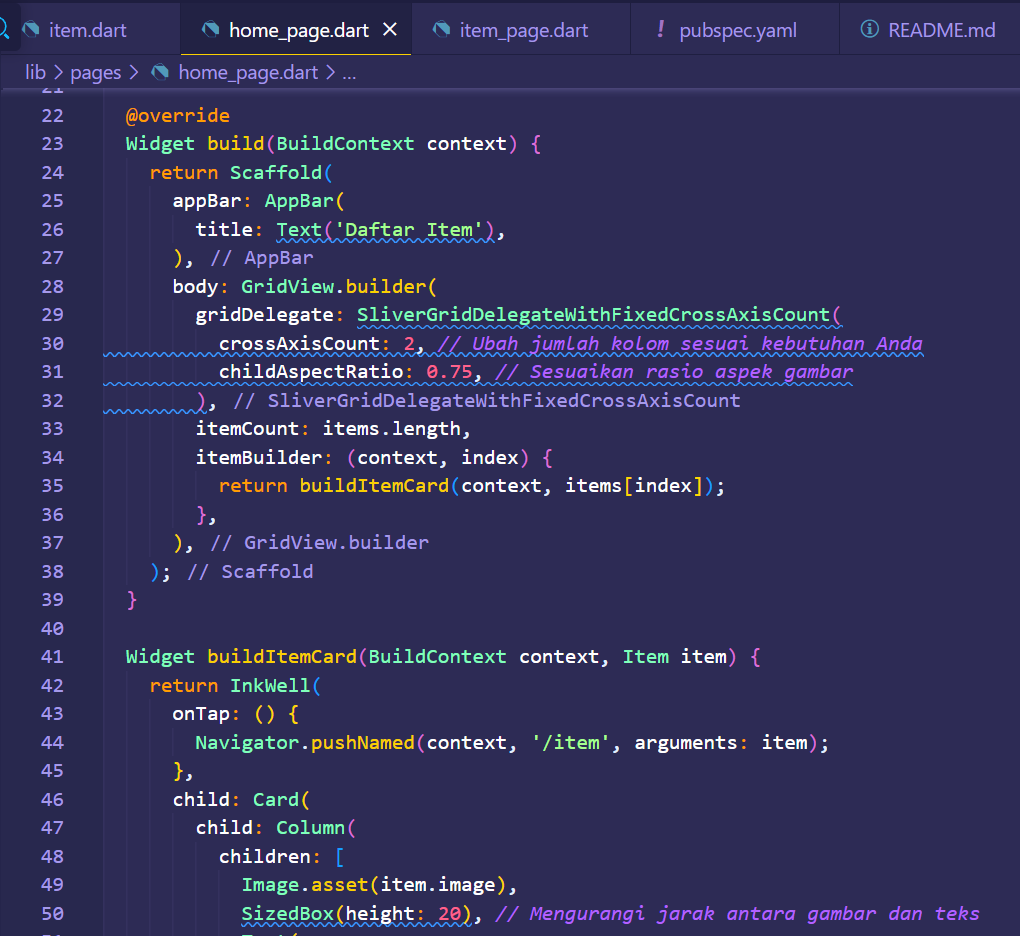 item.dart home_page.dart item_page.dart ! pubspec.yaml README.md
lib > pages > home_page.dart > ...
21
22 @override
23 Widget build(BuildContext context) {
24 return Scaffold(
25 appBar: AppBar(
26 title: Text('Daftar Item'),
27 ), // AppBar
28 body: GridView.builder(
29 gridDelegate: SliverGridDelegateWithFixedCrossAxisCount(
30 crossAxisCount: 2, // Ubah jumlah kolom sesuai kebutuhan Anda
31 childAspectRatio: 0.75, // Sesuaikan rasio aspek gambar
32 ), // SliverGridDelegateWithFixedCrossAxisCount
33 itemCount: items.length,
34 itemBuilder: (context, index) {
35 return buildItemCard(context, items[index]);
36 },
37 ), // GridView.builder
38 ); // Scaffold
39 }
40
41 Widget buildItemCard(BuildContext context, Item item) {
42 return InkWell(
43 onTap: () {
44 Navigator.pushNamed(context, '/item', arguments: item);
45 },
46 child: Card(
47 child: Column(
48 children: [
49 Image.asset(item.image),
50 SizedBox(height: 20), // Mengurangi jarak antara gambar dan teks